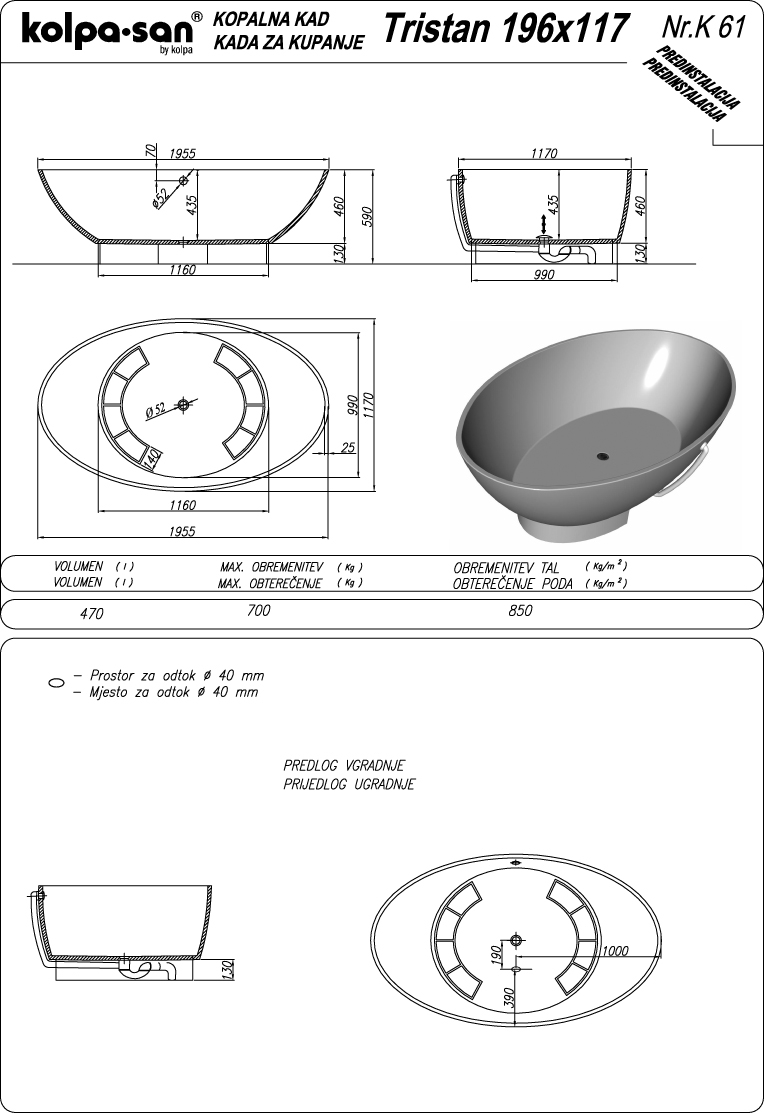 kolpa-san®
by kolpa
KOPALNA KAD
KADA ZA KUPANJE
Tristan 196x117
Nr.K 61
PREDINSTALACIJA
PREDINSTALACIJA
1955
70
ø52
435
460
590
130
1160
1170
435
460
130
990
Ø52
140
990
1170
25
1160
1955
VOLUMEN ( l ) MAX. OBREMENITEV ( Kg ) OBREMENITEV TAL ( Kg/m² )
VOLUMEN ( l ) MAX. OBTEREČENJE ( Kg ) OBTEREČENJE PODA ( Kg/m² )
470 700 850
- Prostor za odtok ø 40 mm
- Mjesto za odtok ø 40 mm
PREDLOG VGRADNJE
PRIJEDLOG UGRADNJE
130
190
1000
390